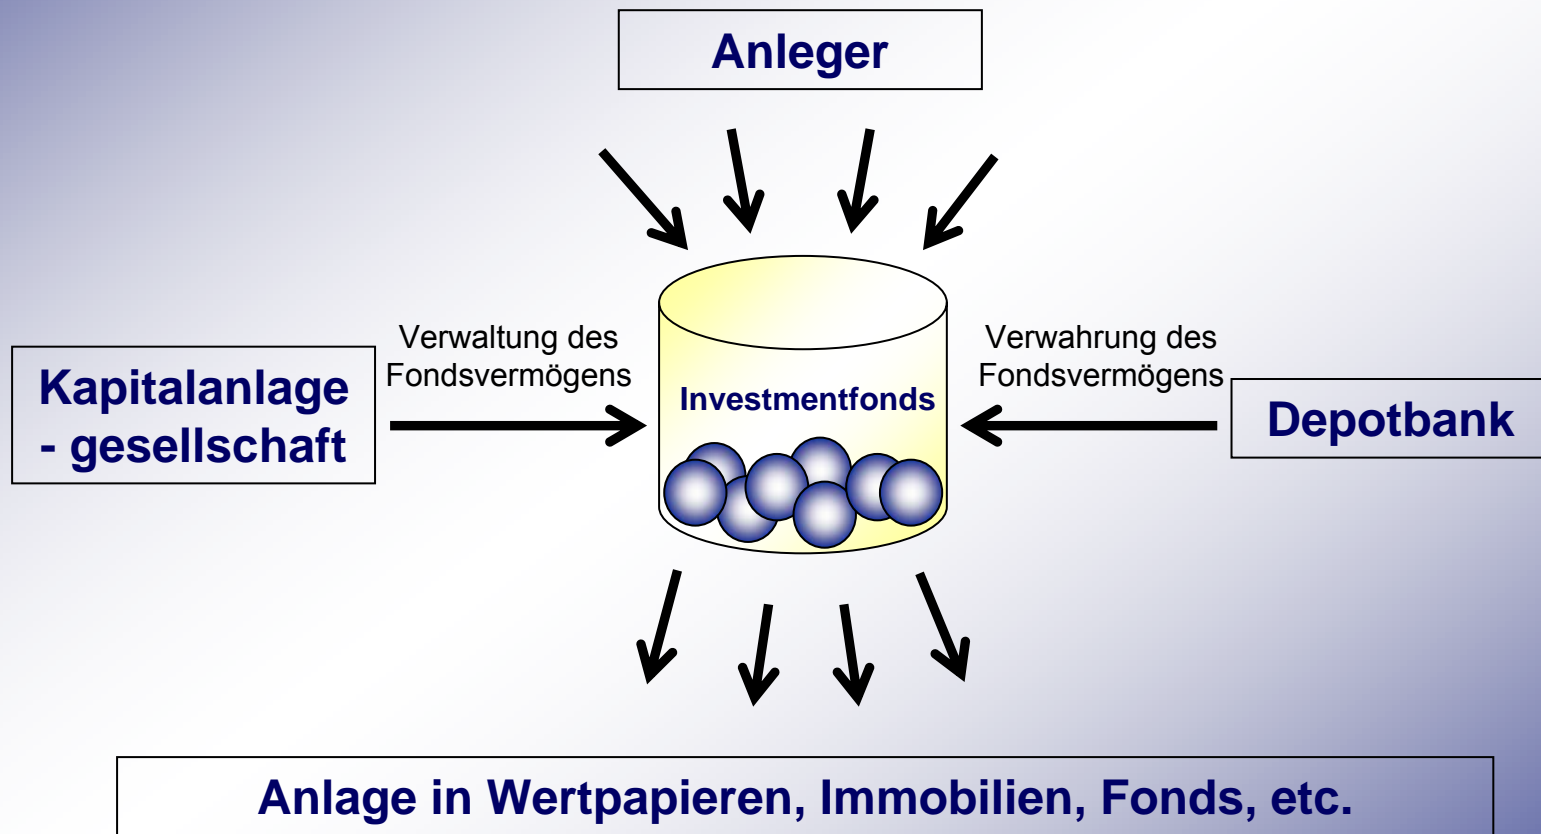 Anleger
Verwaltung des
Fondsvermögens
Verwahrung des
Fondsvermögens
Kapitalanlage
- gesellschaft
Investmentfonds
Depotbank
Anlage in Wertpapieren, Immobilien, Fonds, etc.